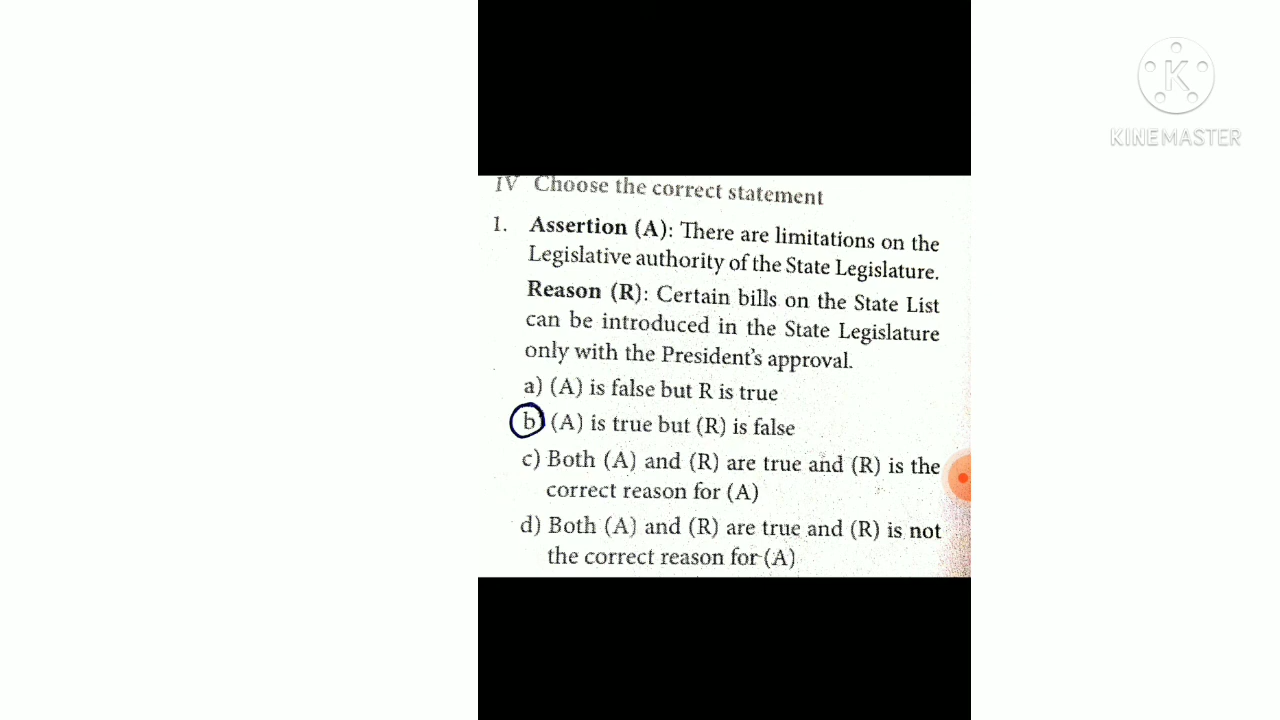 K
KINEMASTER
IV Choose the correct statement
1. Assertion (A): There are limitations on the
Legislative authority of the State Legislature.
Reason (R): Certain bills on the State List
can be introduced in the State Legislature
only with the President's approval.
a) (A) is false but R is true
b) (A) is true but (R) is false
c) Both (A) and (R) are true and (R) is the
correct reason for (A)
d) Both (A) and (R) are true and (R) is not
the correct reason for (A)